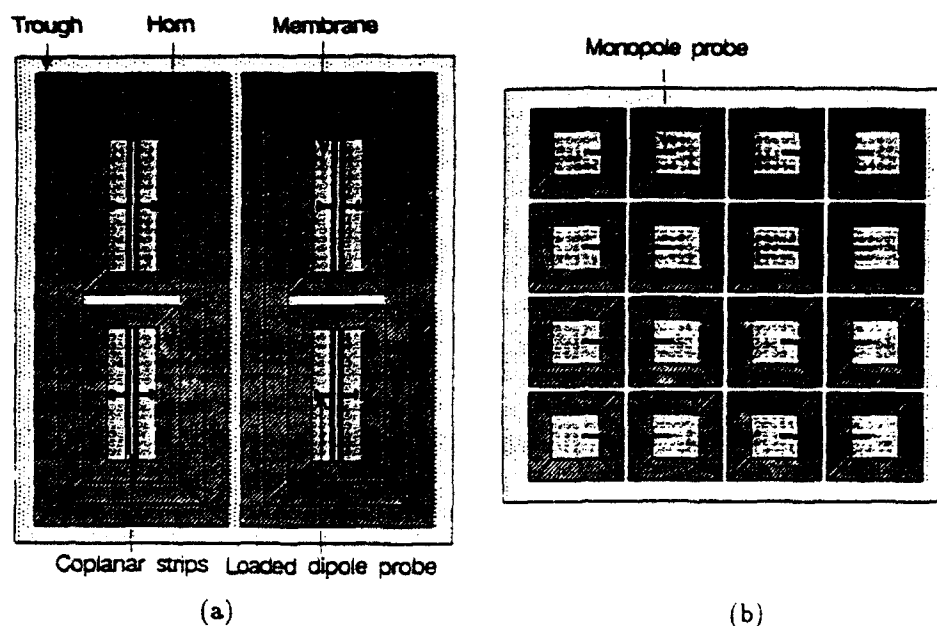 Trough Horn Membrane
Monopole probe
Coplanar strips Loaded dipole probe
(a) (b)